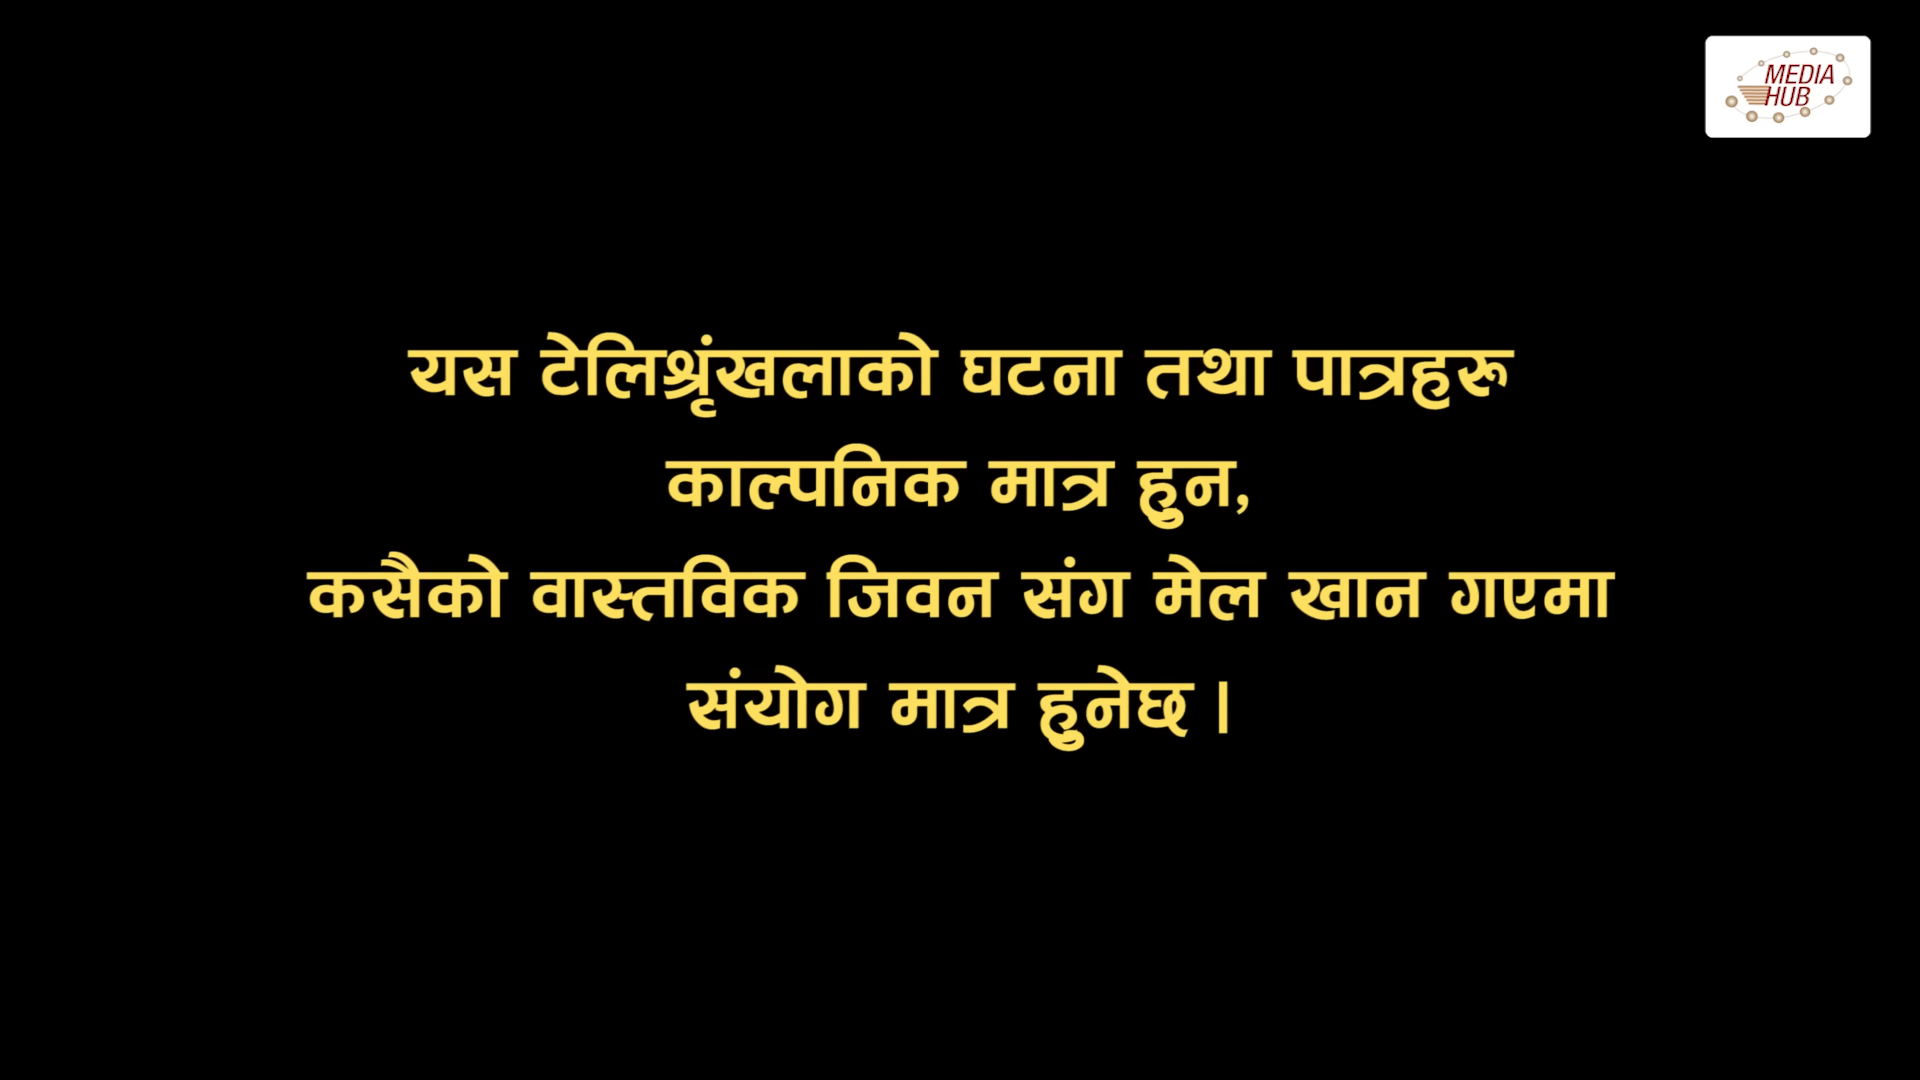 MEDIA
HUB
यस टेलिश्रृंखलाको घटना तथा पात्रहरू
काल्पनिक मात्र हुन,
कसैको वास्तविक जिवन संग मेल खान गएमा
संयोग मात्र हुनेछ ।